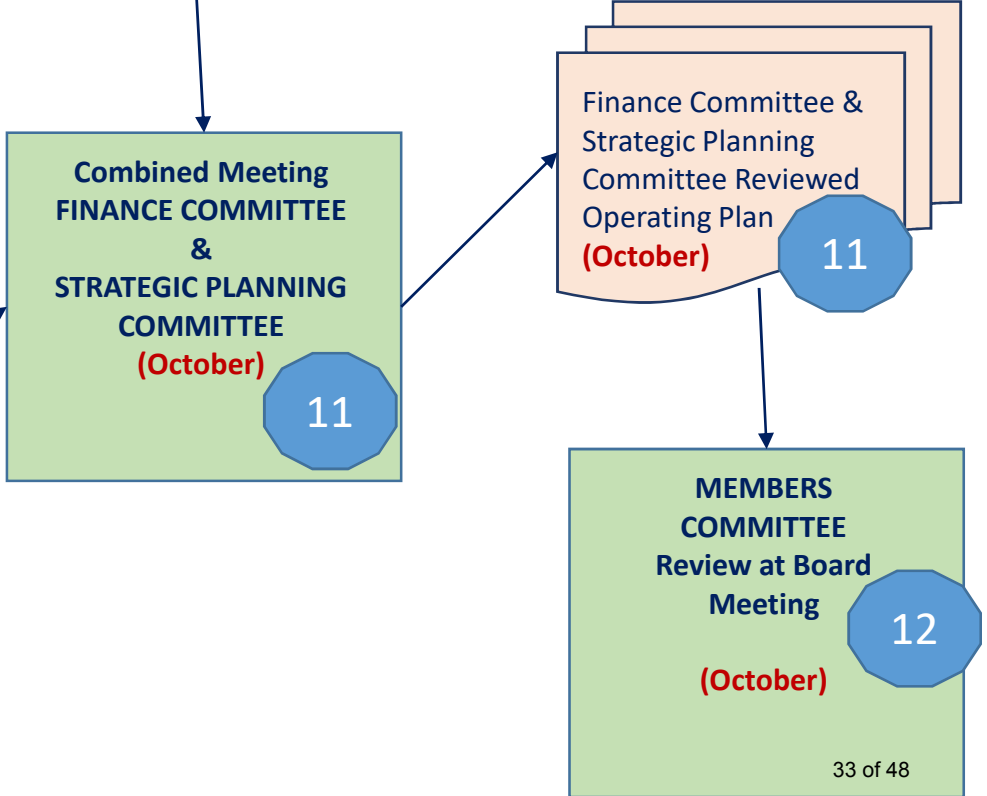 Combined Meeting
FINANCE COMMITTEE
&
STRATEGIC PLANNING
COMMITTEE
(October)
11
Finance Committee &
Strategic Planning
Committee Reviewed
Operating Plan
(October)
11
MEMBERS
COMMITTEE
Review at Board
Meeting
12
(October)
33 of 48